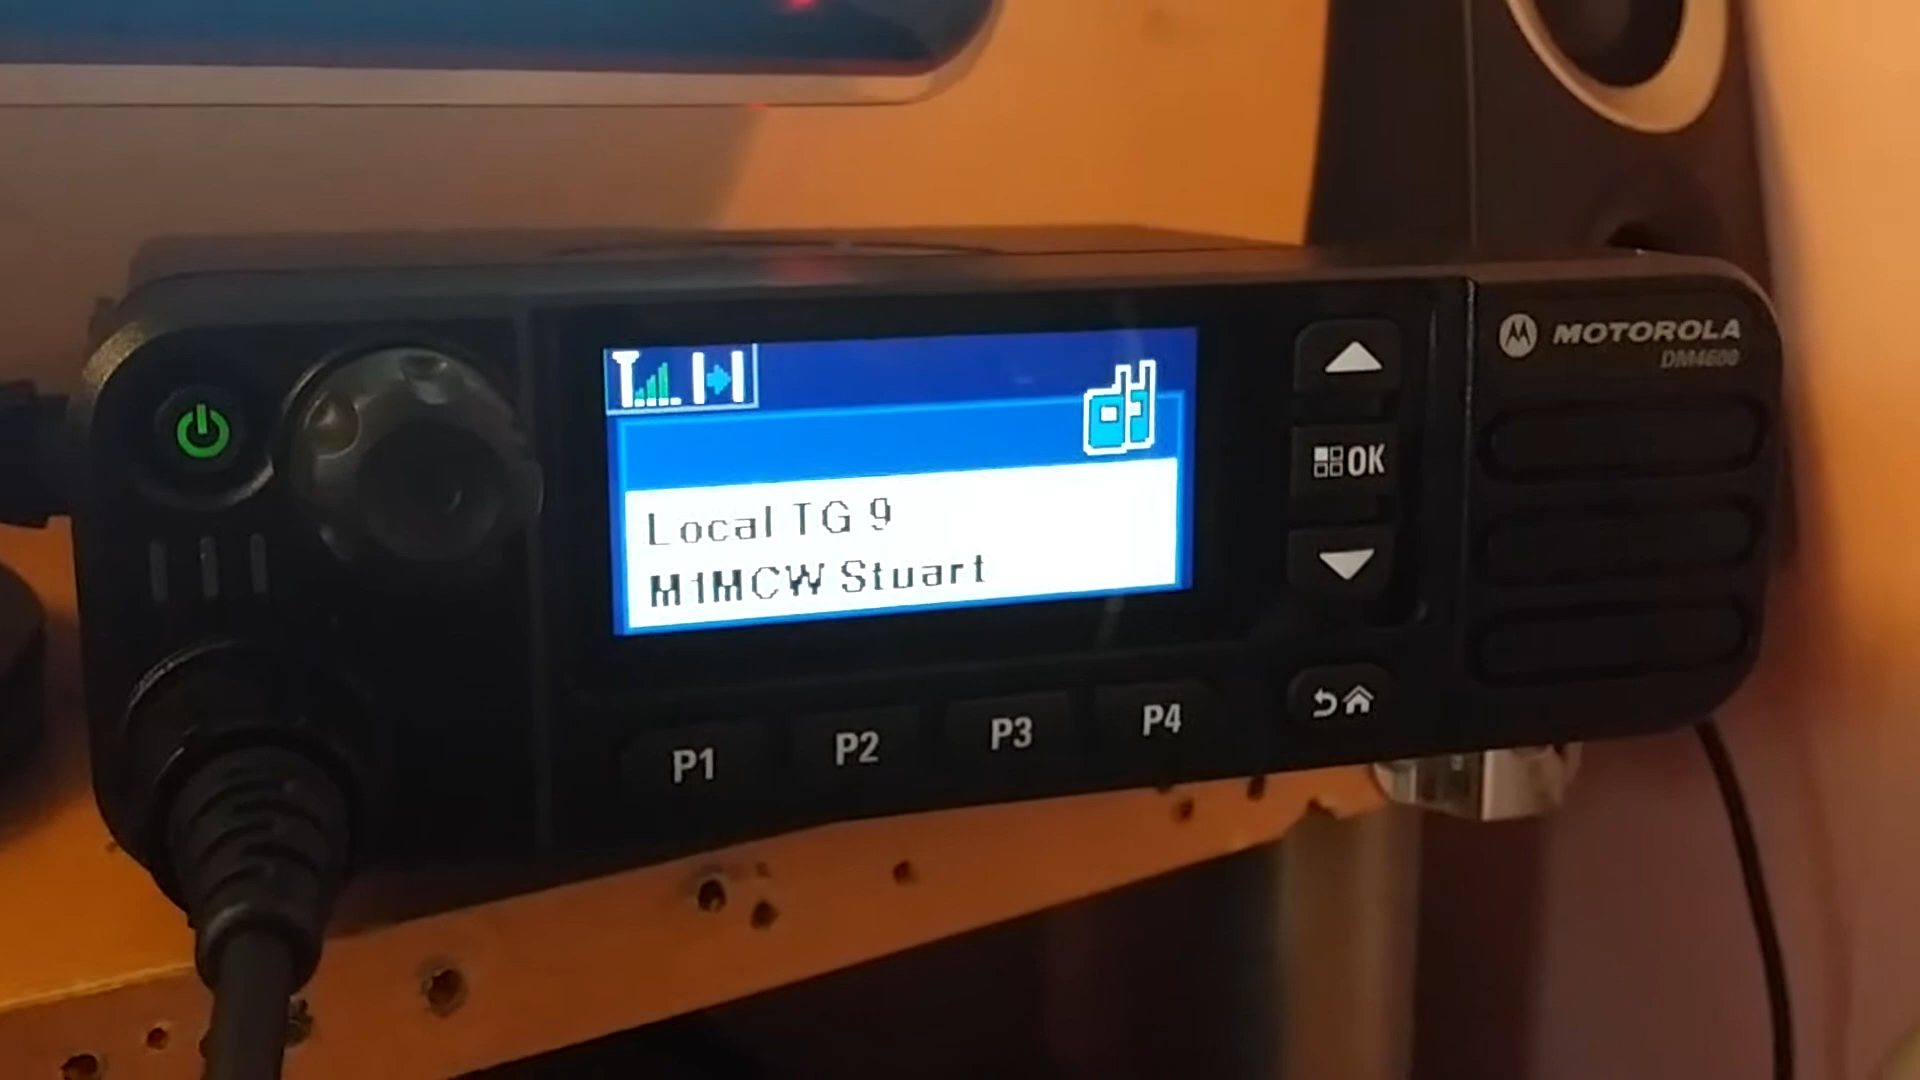 MOTOROLA
DM4600
Local TG 9
M1MCW Stuart
OK
P1 P2 P3 P4